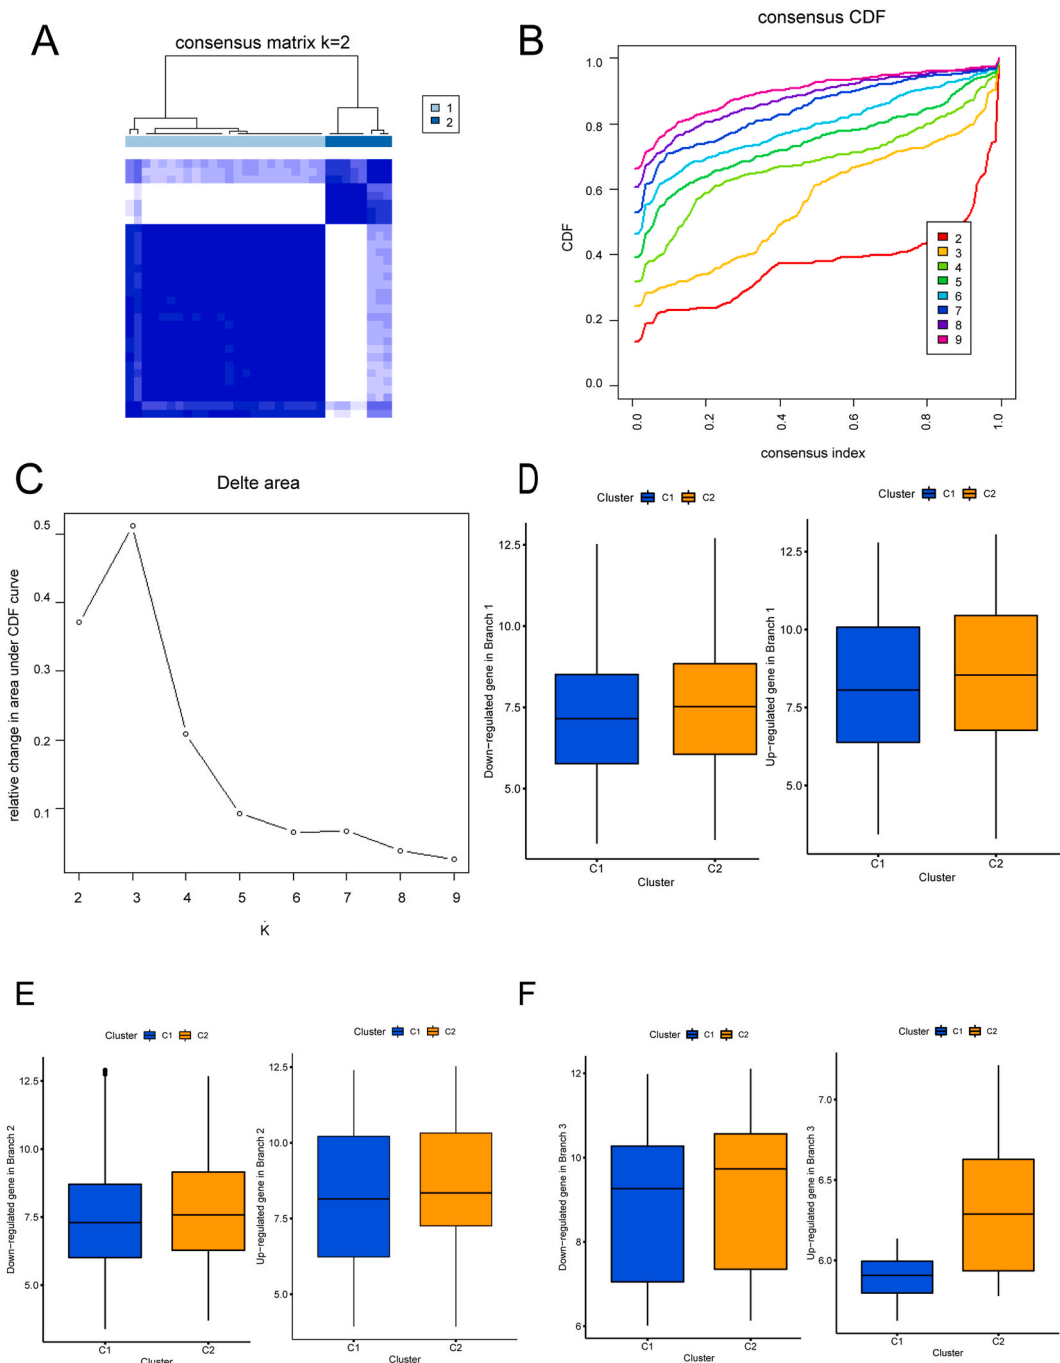 A
consensus matrix k=2
1
2
B
consensus CDF
CDF
1.0
0.8
0.6
0.4
0.2
0.0
2
3
4
5
6
7
8
9
0.0
0.2
0.4
0.6
0.8
1.0
consensus index
C
Delte area
relative change in area under CDF curve
0.5
0.4
0.3
0.2
0.1
2
3
4
5
6
7
8
9
K
D
Cluster C1 C2
Down-regulated gene in Branch 1
12.5
10.0
7.5
5.0
C1
C2
Cluster
Cluster C1 C2
Up-regulated gene in Branch 1
12.5
10.0
7.5
5.0
C1
C2
Cluster
E
Cluster C1 C2
Down-regulated gene in Branch 2
12.5
10.0
7.5
5.0
C1
C2
Cluster
Cluster C1 C2
Up-regulated gene in Branch 2
12.5
10.0
7.5
5.0
C1
C2
Cluster
F
Cluster C1 C2
Down-regulated gene in Branch 3
12
10
8
6
C1
C2
Cluster
Cluster C1 C2
Up-regulated gene in Branch 3
7.0
6.5
6.0
C1
C2
Cluster